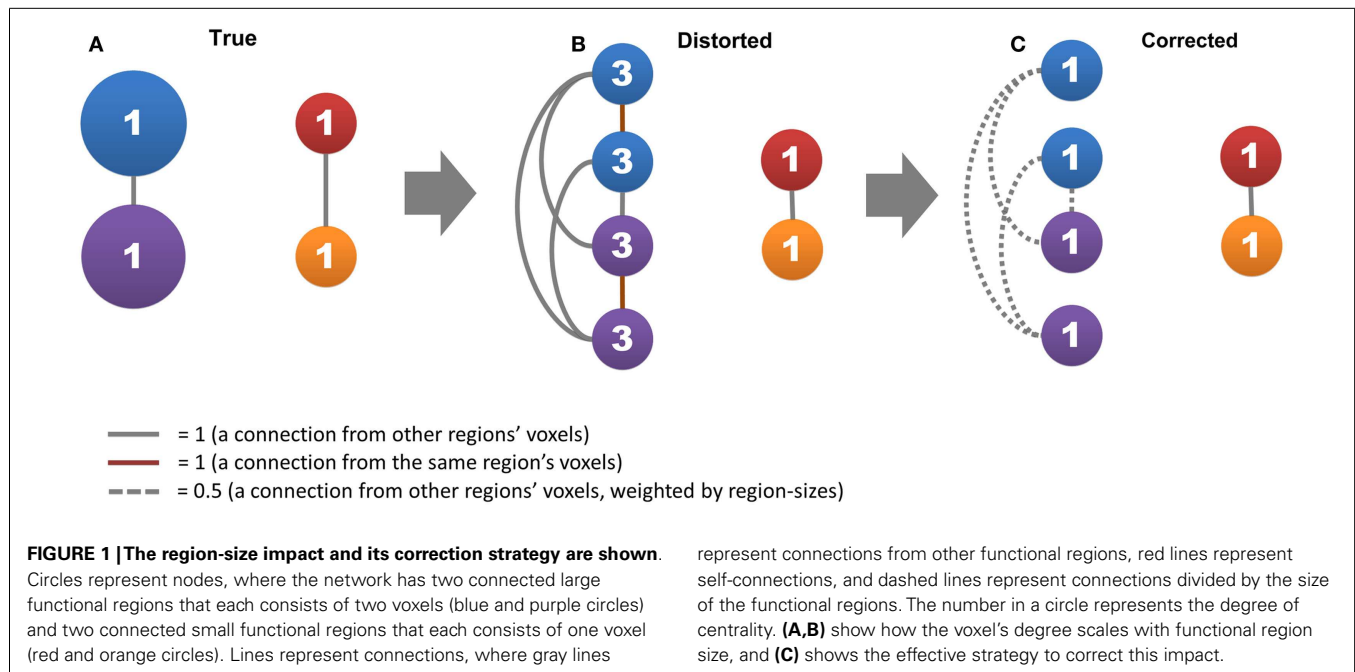 A True B Distorted C Corrected
1 1 1 1
3 3 3 3 1 1
1 1 1 1 1 1
= 1 (a connection from other regions' voxels)
= 1 (a connection from the same region's voxels)
= 0.5 (a connection from other regions' voxels, weighted by region-sizes)
FIGURE 1 | The region-size impact and its correction strategy are shown.
Circles represent nodes, where the network has two connected large
functional regions that each consists of two voxels (blue and purple circles)
and two connected small functional regions that each consists of one voxel
(red and orange circles). Lines represent connections, where gray lines
represent connections from other functional regions, red lines represent
self-connections, and dashed lines represent connections divided by the size
of the functional regions. The number in a circle represents the degree of
centrality. (A,B) show how the voxel's degree scales with functional region
size, and (C) shows the effective strategy to correct this impact.